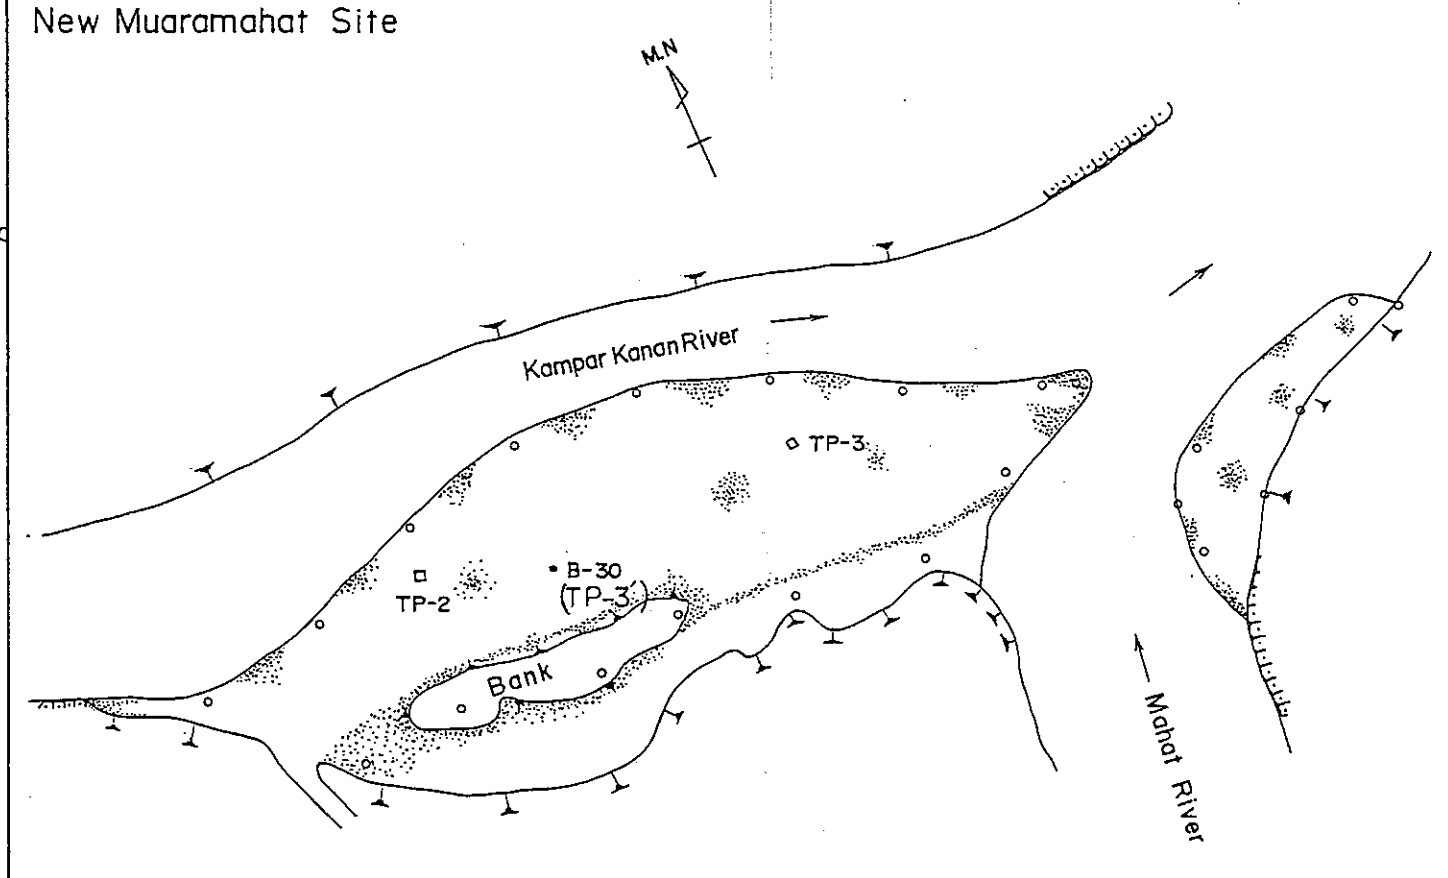 New Muaramahat Site
M.N
Kampar Kanan River
TP-3
B-30
(TP-3')
TP-2
Bank
Mahat River